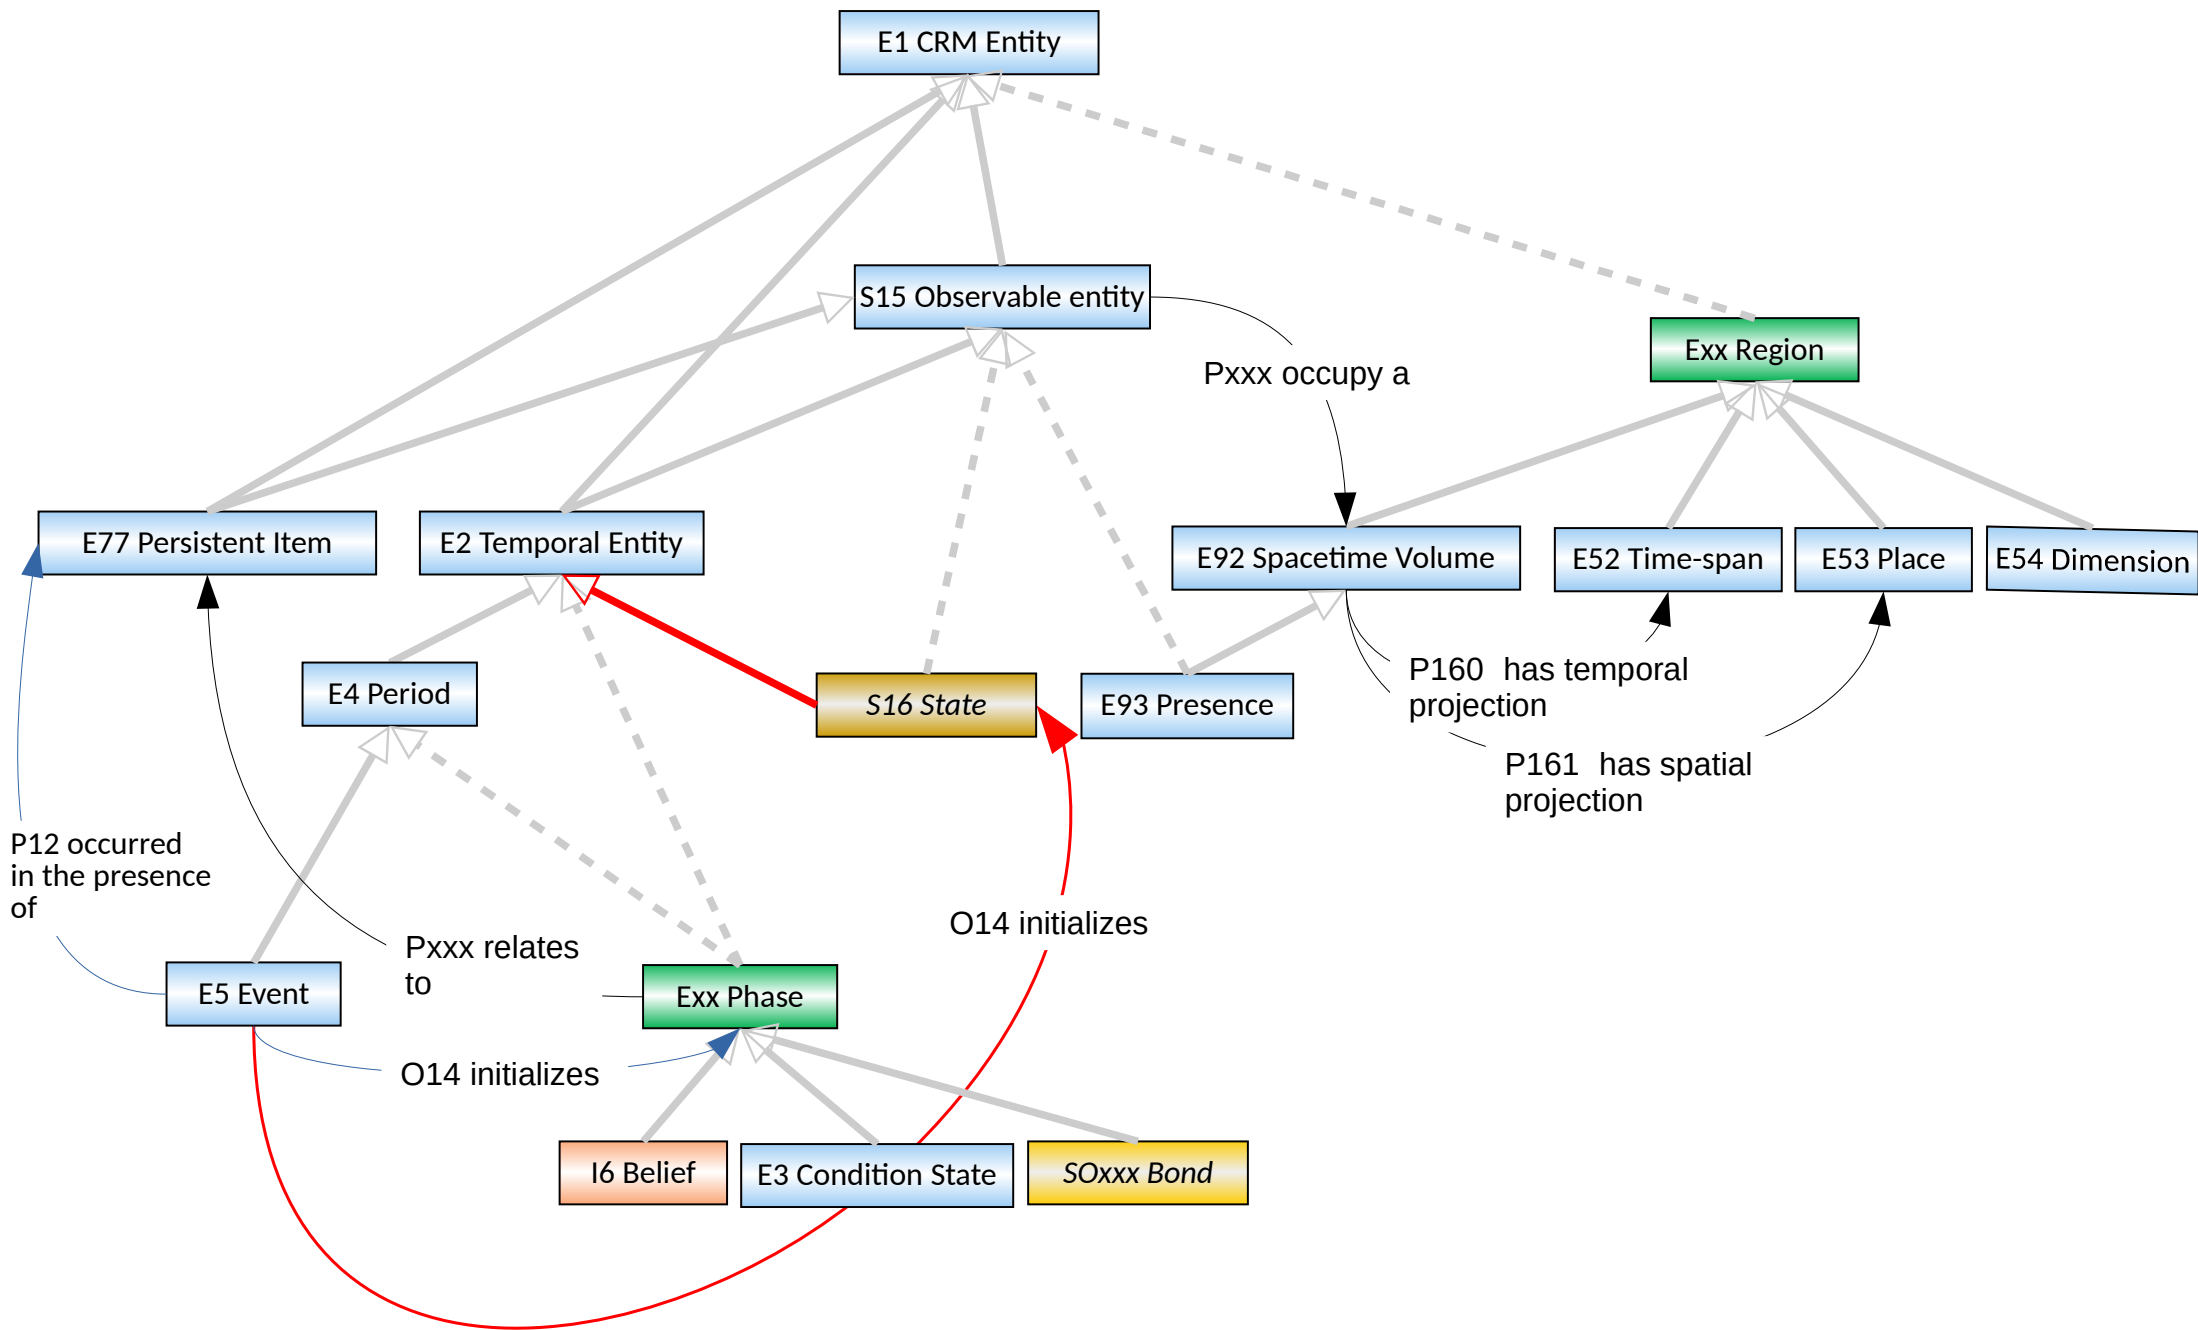 E1 CRM Entity
S15 Observable entity
Exx Region
Pxxx occupy a
E77 Persistent Item
E2 Temporal Entity
E92 Spacetime Volume
E52 Time-span
E53 Place
E54 Dimension
E4 Period
S16 State
E93 Presence
P160 has temporal
projection
P161 has spatial
projection
P12 occurred
in the presence
of
O14 initializes
Pxxx relates
to
E5 Event
Exx Phase
O14 initializes
I6 Belief
E3 Condition State
SOxxx Bond